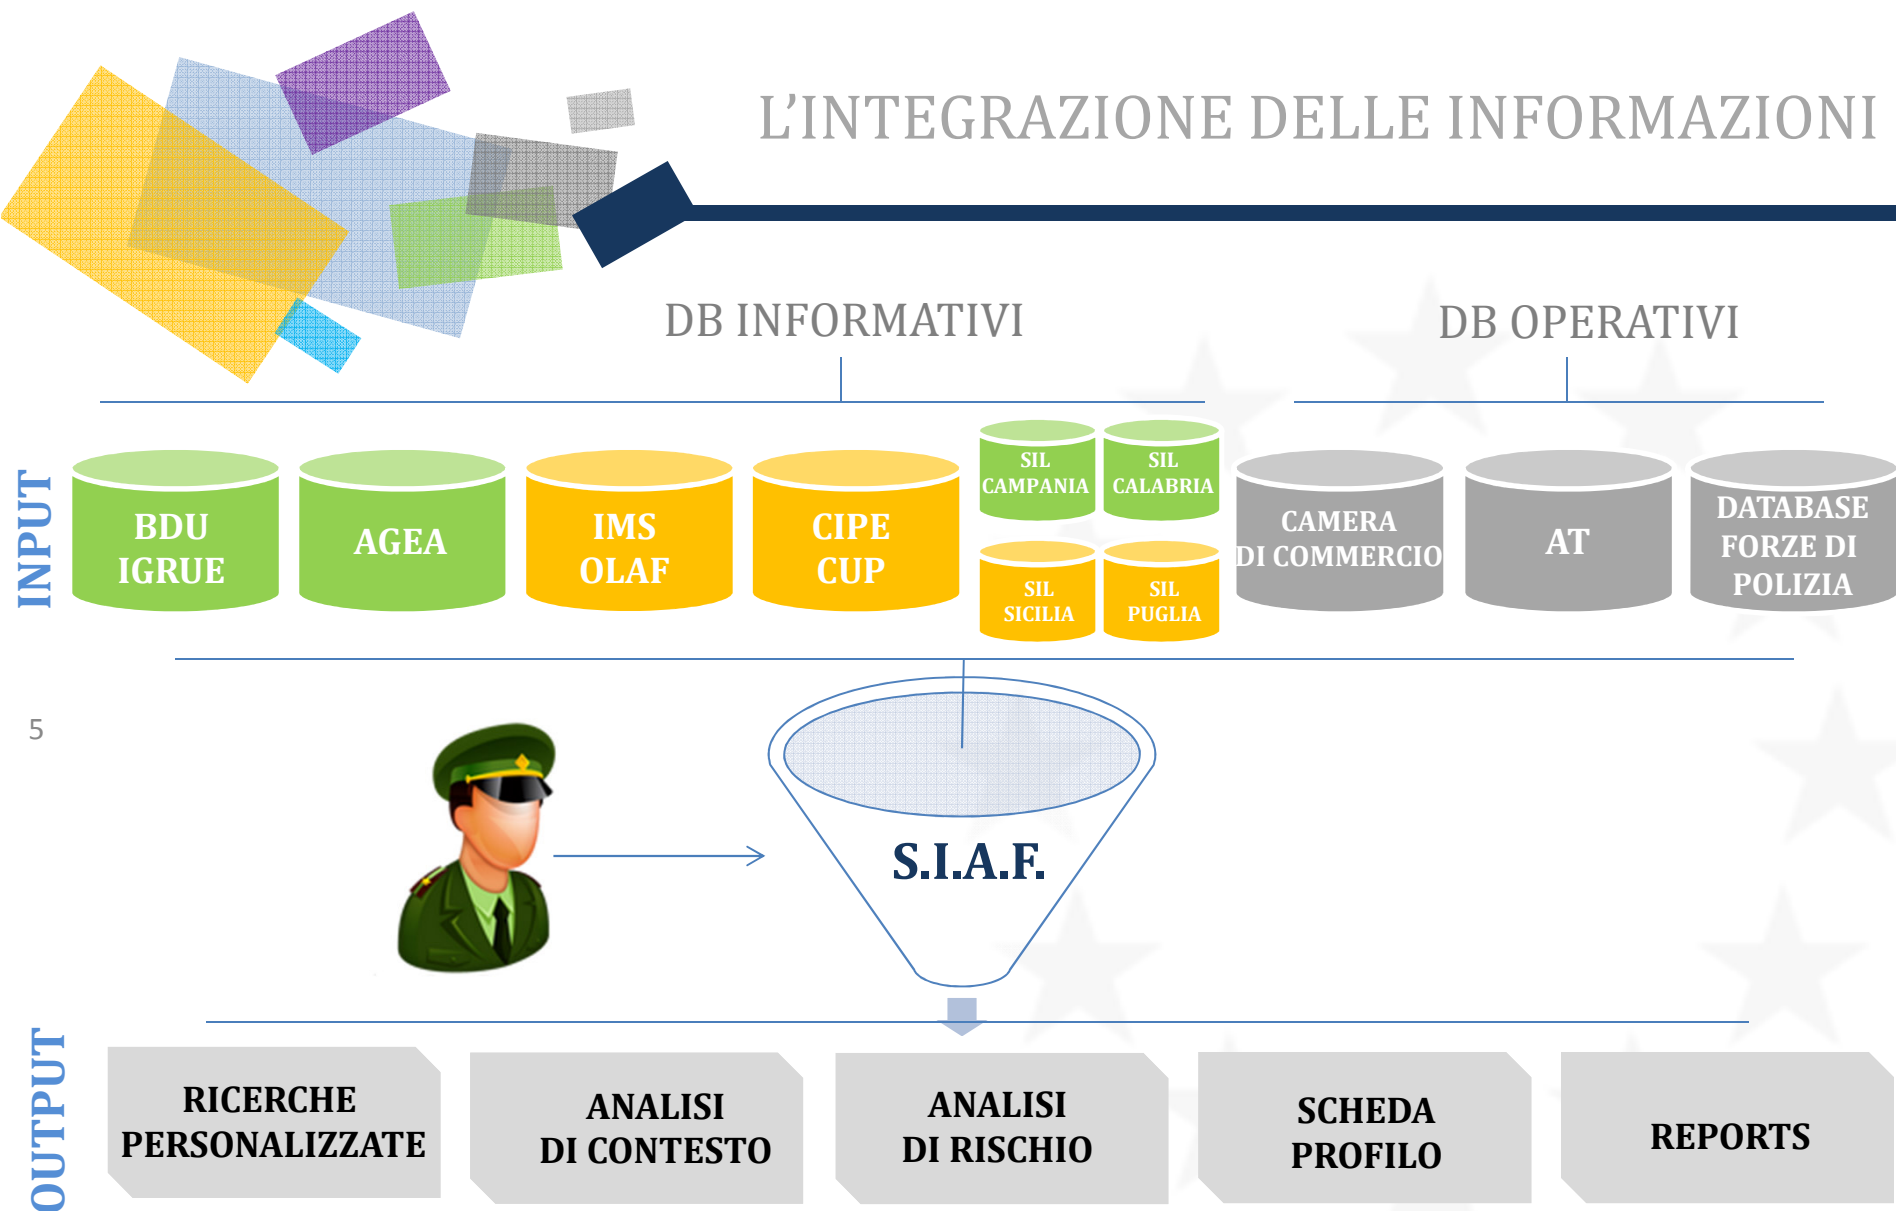 L’INTEGRAZIONE DELLE INFORMAZIONI
DB INFORMATIVI
DB OPERATIVI
INPUT
BDU
IGRUE
AGEA
IMS
OLAF
CIPE
CUP
SIL
CAMPANIA
SIL
CALABRIA
SIL
SICILIA
SIL
PUGLIA
CAMERA
DI COMMERCIO
AT
DATABASE
FORZE DI
POLIZIA
5
S.I.A.F.
OUTPUT
RICERCHE
PERSONALIZZATE
ANALISI
DI CONTESTO
ANALISI
DI RISCHIO
SCHEDA
PROFILO
REPORTS